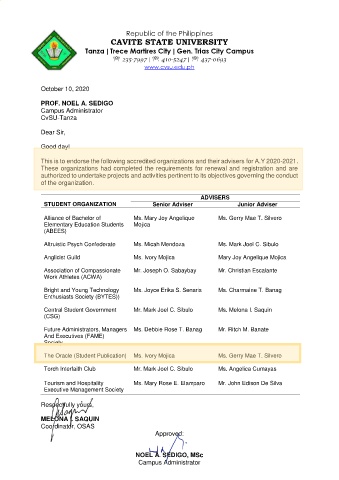 Republic of the Philippines
CAVITE STATE UNIVERSITY
Tanza | Trece Martires City | Gen. Trias City Campus
☏ 235-7997 | ☏ 410-5247 | ☏ 437-0693
www.cvsu.edu.ph
October 10, 2020
PROF. NOEL A. SEDIGO
Campus Administrator
CvSU-Tanza
Dear Sir,
Good day!
This is to endorse the following accredited organizations and their advisers for A.Y 2020-2021.
These organizations had completed the requirements for renewal and registration and are
authorized to undertake projects and activities pertinent to its objectives governing the conduct
of the organization.
ADVISERS
STUDENT ORGANIZATION Senior Adviser Junior Adviser
Alliance of Bachelor of Ms. Mary Joy Angelique Ms. Gerry Mae T. Silvero
Elementary Education Students Mojica
(ABEES)
Altruistic Psych Confederate Ms. Micah Mendoza Ms. Mark Joel C. Sibulo
Anglicist Guild Ms. Ivory Mojica Mary Joy Angelique Mojica
Association of Compassionate Mr. Joseph O. Sabaybay Mr. Christian Escalante
Work Athletes (ACWA)
Bright and Young Technology Ms. Joyce Erika S. Senaris Ms. Charmaine T. Banag
Enthusiasts Society (BYTES))
Central Student Government Mr. Mark Joel C. Sibulo Ms. Melona I. Saquin
(CSG)
Future Administrators, Managers Ms. Debbie Rose T. Banag Mr. Ritch M. Banate
And Executives (FAME)
Society
The Oracle (Student Publication) Ms. Ivory Mojica Ms. Gerry Mae T. Silvero
Torch Interfaith Club Mr. Mark Joel C. Sibulo Ms. Angelica Cumayas
Tourism and Hospitality Ms. Mary Rose E. Elamparo Mr. John Edison De Silva
Executive Management Society
Respectfully yours,
MELONA I. SAQUIN
Coordinator, OSAS
Approved:
NOEL A. SEDIGO, MSc
Campus Administrator